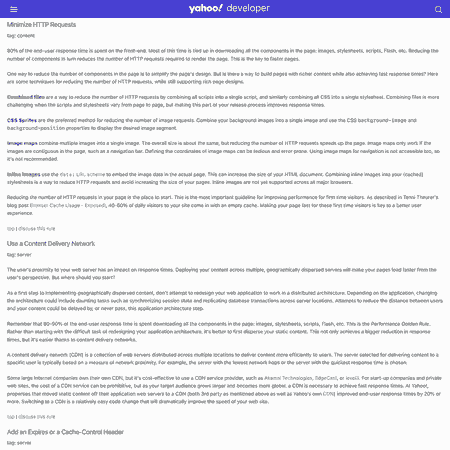 yahoo! developer
Minimize HTTP Requests
tag: content
80% of the end-user response time is spent on the front-end. Most of this time is tied up in downloading all the components in the page: images, stylesheets, scripts, Flash, etc. Reducing the
number of components in turn reduces the number of HTTP requests required to render the page. This is the key to faster pages.
One way to reduce the number of components in the page is to simplify the page's design. But is there a way to build pages with richer content while also achieving fast response times? Here
are some techniques for reducing the number of HTTP requests, while still supporting rich page designs.
Combined files are a way to reduce the number of HTTP requests by combining all scripts into a single script, and similarly combining all CSS into a single stylesheet. Combining files is more
challenging when the scripts and stylesheets vary from page to page, but making this part of your release process improves response times.
CSS Sprites are the preferred method for reducing the number of image requests. Combine your background images into a single image and use the CSS background-image and
background-position properties to display the desired image segment.
Image maps combine multiple images into a single image. The overall size is about the same, but reducing the number of HTTP requests speeds up the page. Image maps only work if the
images are contiguous in the page, such as a navigation bar. Defining the coordinates of image maps can be tedious and error prone. Using image maps for navigation is not accessible too, so
it's not recommended.
Inline images use the data: URL scheme to embed the image data in the actual page. This can increase the size of your HTML document. Combining inline images into your (cached)
stylesheets is a way to reduce HTTP requests and avoid increasing the size of your pages. Inline images are not yet supported across all major browsers.
Reducing the number of HTTP requests in your page is the place to start. This is the most important guideline for improving performance for first time visitors. As described in Tenni Theurer's
blog post Browser Cache Usage - Exposed!, 40-60% of daily visitors to your site come in with an empty cache. Making your page fast for these first time visitors is key to a better user
experience.
top | discuss this rule
Use a Content Delivery Network
tag: server
The user's proximity to your web server has an impact on response times. Deploying your content across multiple, geographically dispersed servers will make your pages load faster from the
user's perspective. But where should you start?
As a first step to implementing geographically dispersed content, don't attempt to redesign your web application to work in a distributed architecture. Depending on the application, changing
the architecture could include daunting tasks such as synchronizing session state and replicating database transactions across server locations. Attempts to reduce the distance between users
and your content could be delayed by, or never pass, this application architecture step.
Remember that 80-90% of the end-user response time is spent downloading all the components in the page: images, stylesheets, scripts, Flash, etc. This is the Performance Golden Rule.
Rather than starting with the difficult task of redesigning your application architecture, it's better to first disperse your static content. This not only achieves a bigger reduction in response
times, but it's easier thanks to content delivery networks.
A content delivery network (CDN) is a collection of web servers distributed across multiple locations to deliver content more efficiently to users. The server selected for delivering content to a
specific user is typically based on a measure of network proximity. For example, the server with the fewest network hops or the server with the quickest response time is chosen.
Some large Internet companies own their own CDN, but it's cost-effective to use a CDN service provider, such as Akamai Technologies, EdgeCast, or level3. For start-up companies and private
web sites, the cost of a CDN service can be prohibitive, but as your target audience grows larger and becomes more global, a CDN is necessary to achieve fast response times. At Yahoo!,
properties that moved static content off their application web servers to a CDN (both 3rd party as mentioned above as well as Yahoo's own CDN) improved end-user response times by 20% or
more. Switching to a CDN is a relatively easy code change that will dramatically improve the speed of your web site.
top | discuss this rule
Add an Expires or a Cache-Control Header
tag: server